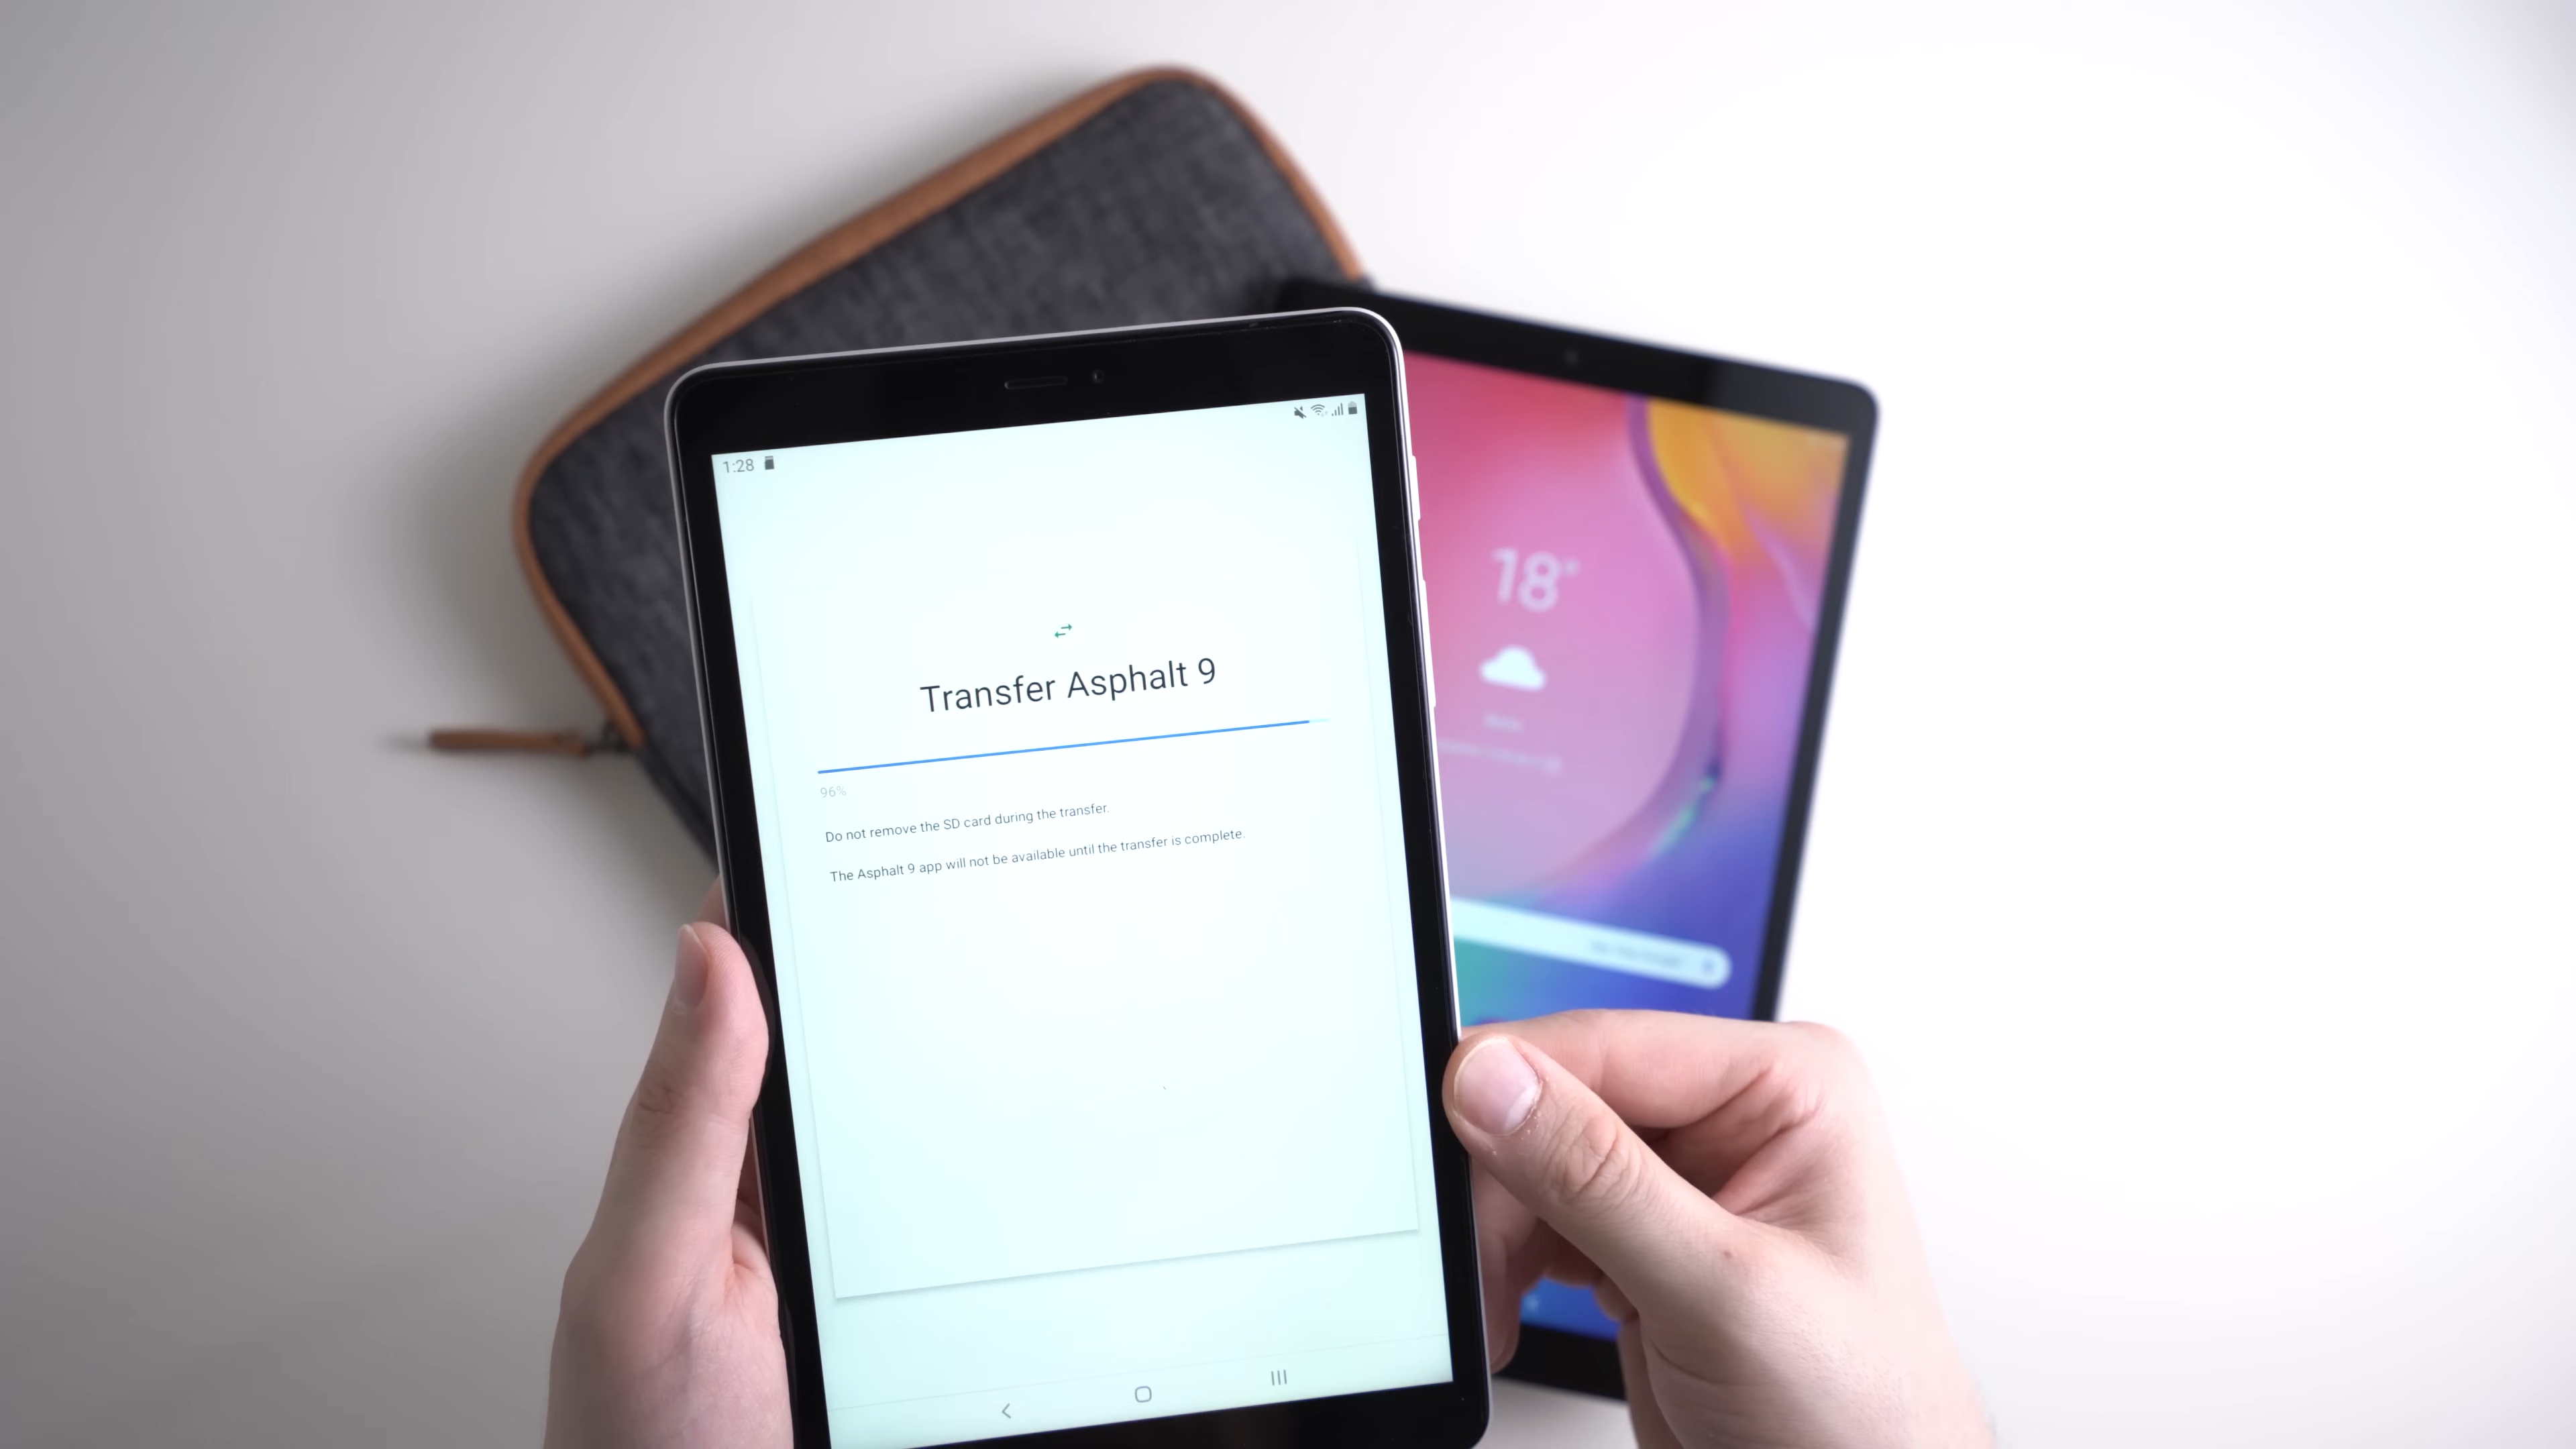 1:28
Transfer Asphalt 9
96%
Do not remove the SD card during the transfer.
The Asphalt 9 app will not be available until the transfer is complete.
18°